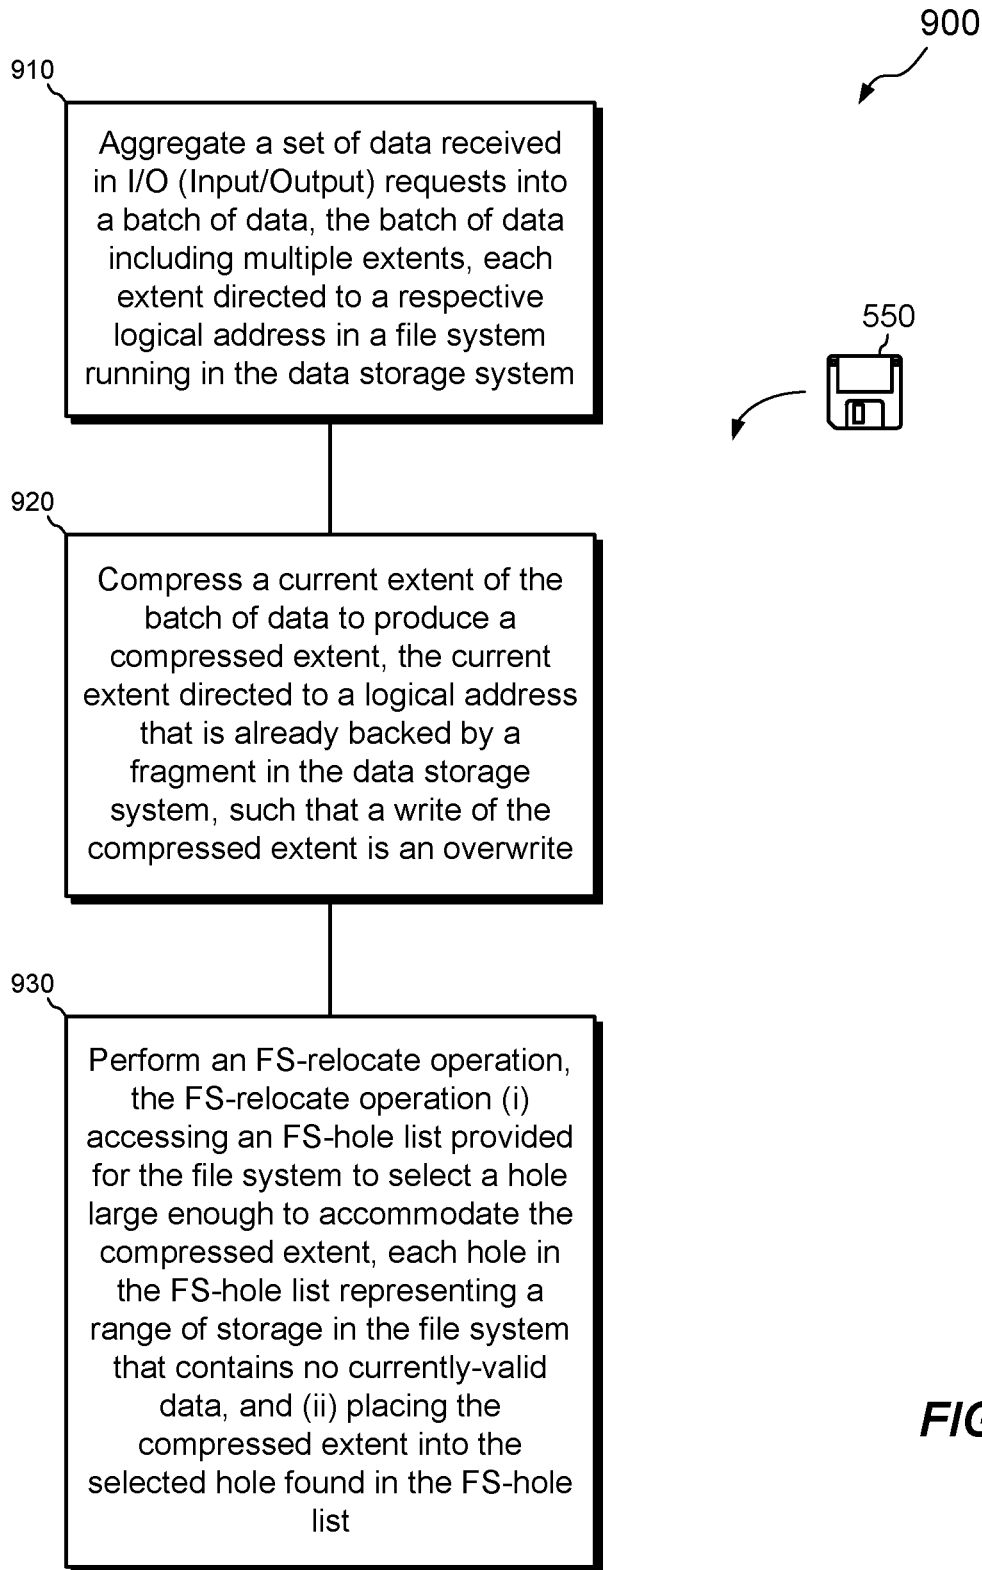 900
910
Aggregate a set of data received
in I/O (Input/Output) requests into
a batch of data, the batch of data
including multiple extents, each
extent directed to a respective
logical address in a file system
running in the data storage system
550
920
Compress a current extent of the
batch of data to produce a
compressed extent, the current
extent directed to a logical address
that is already backed by a
fragment in the data storage
system, such that a write of the
compressed extent is an overwrite
930
Perform an FS-relocate operation,
the FS-relocate operation (i)
accessing an FS-hole list provided
for the file system to select a hole
large enough to accommodate the
compressed extent, each hole in
the FS-hole list representing a
range of storage in the file system
that contains no currently-valid
data, and (ii) placing the
compressed extent into the
selected hole found in the FS-hole
list